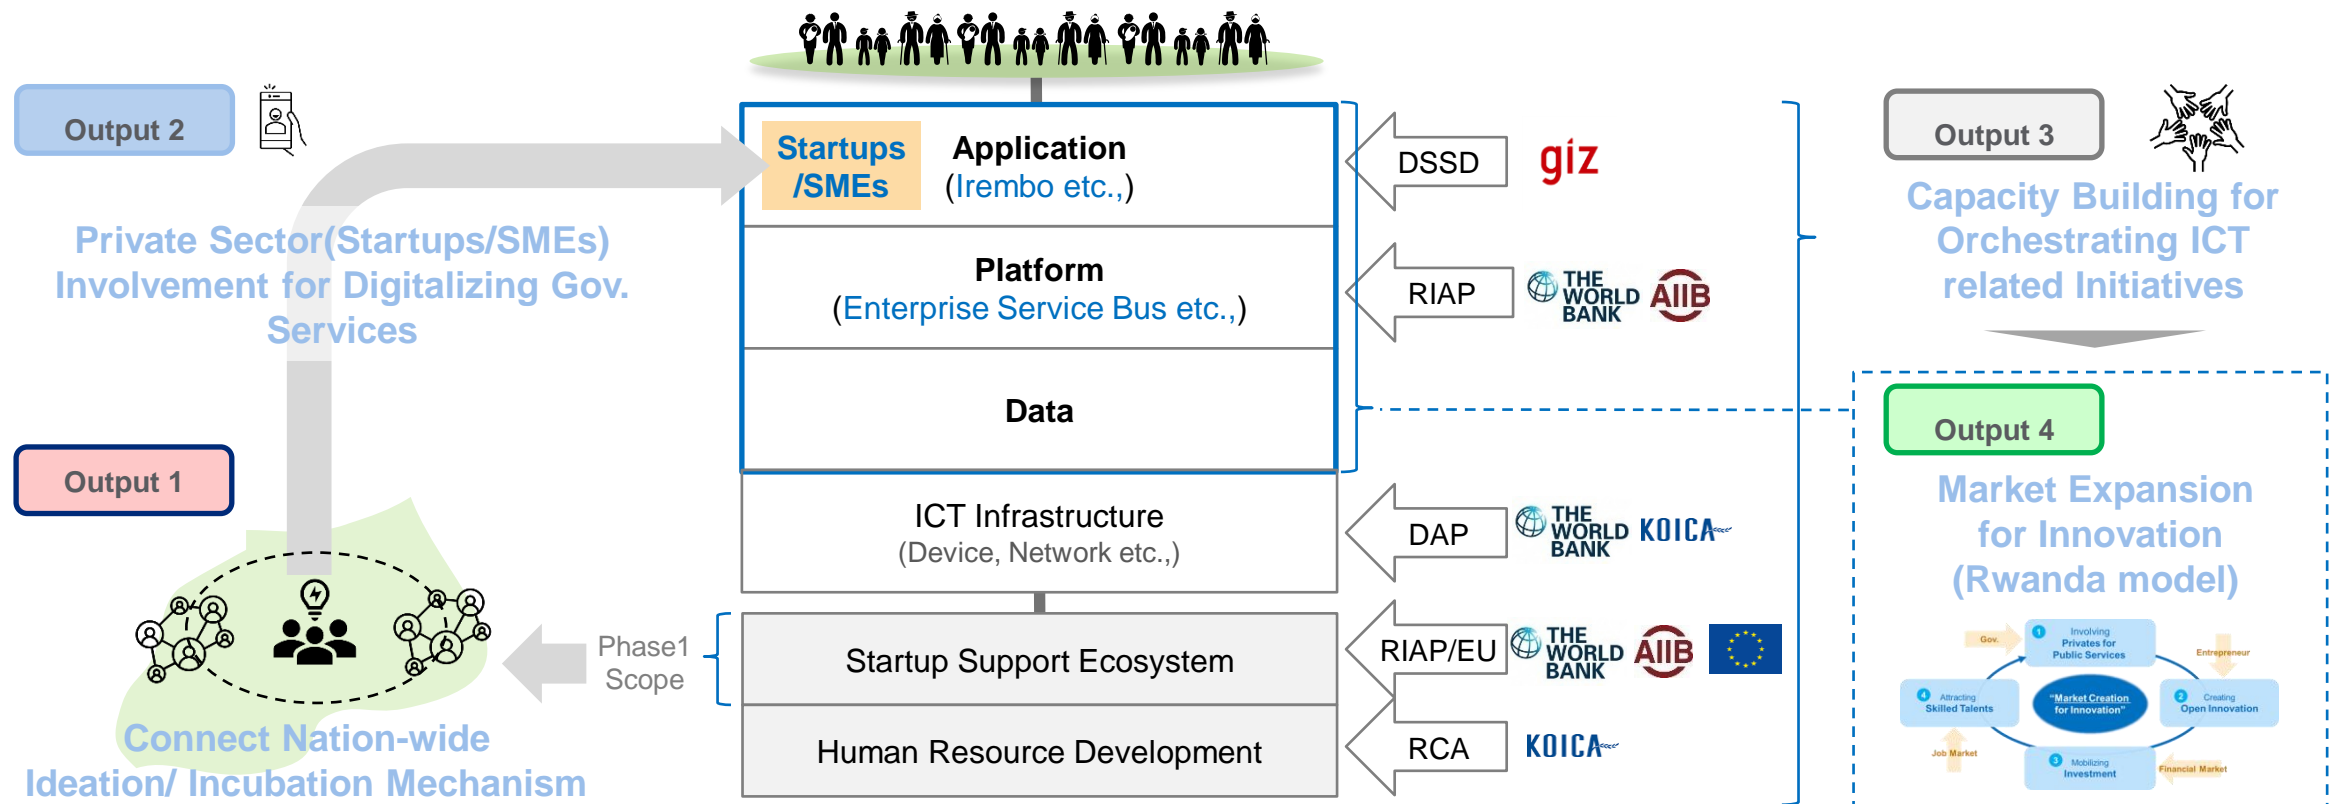 Output 2
Private Sector(Startups/SMEs)
Involvement for Digitalizing Gov.
Services
Output 1
Connect Nation-wide
Ideation/ Incubation Mechanism
Phase1
Scope
Startups
/SMEs
Application
(Irembo etc.,)
Platform
(Enterprise Service Bus etc.,)
Data
ICT Infrastructure
(Device, Network etc.,)
Startup Support Ecosystem
Human Resource Development
DSSD
giz
RIAP
THE
WORLD
BANK
AIIB
DAP
THE
WORLD
BANK
KOICA
RIAP/EU
THE
WORLD
BANK
AIIB
RCA
KOICA
Output 3
Capacity Building for
Orchestrating ICT
related Initiatives
Output 4
Market Expansion
for Innovation
(Rwanda model)
Gov.
1 Involving
Privates for
Public Services
Entrepreneur
4 Attracting
Skilled Talents
"Market Creation
for Innovation"
2 Creating
Open Innovation
Job Market
3 Mobilizing
Investment
Financial Market